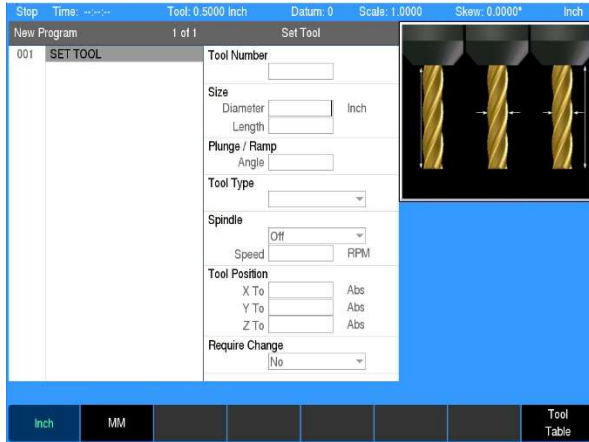 Stop Time: --:--:-- Tool: 0.5000 Inch Datum: 0 Scale: 1.0000 Skew: 0.0000° Inch
New Program 1 of 1 Set Tool
001 SET TOOL
Tool Number
Size
Diameter Inch
Length
Plunge / Ramp
Angle
Tool Type
Spindle
Off
Speed RPM
Tool Position
X To Abs
Y To Abs
Z To Abs
Require Change
No
Inch MM Tool Table